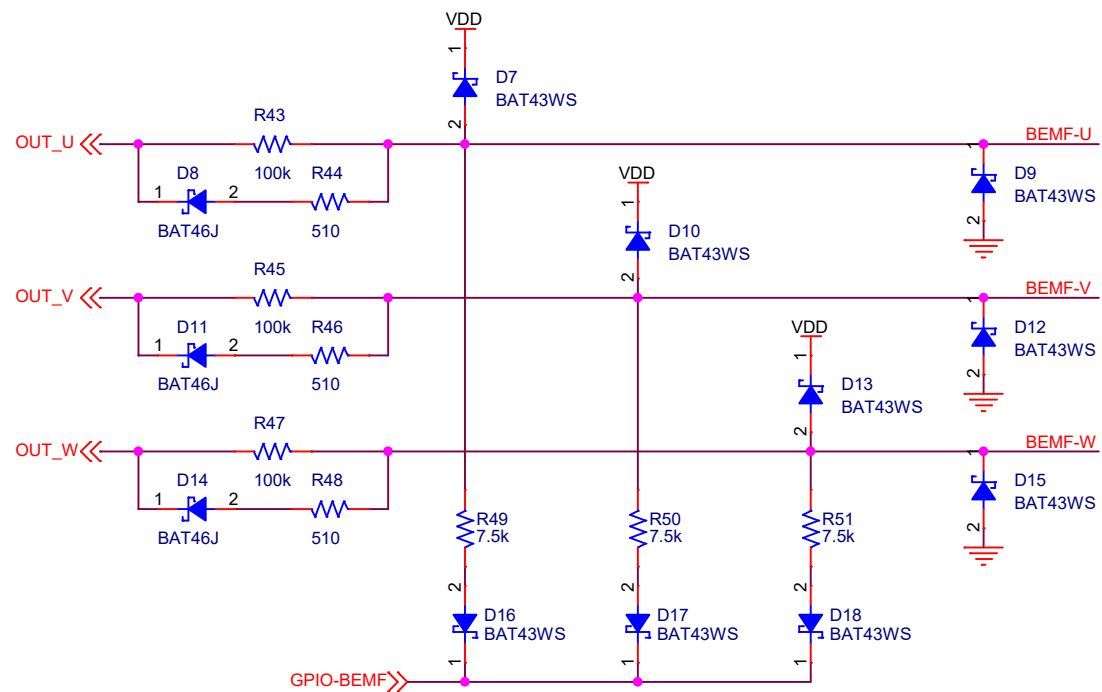 VDD
1
D7
BAT43WS
2
R43
OUT_U
BEMF-U
100k
1
D8
2
R44
BAT46J
510
1
D9
BAT43WS
2
VDD
1
D10
BAT43WS
2
R45
OUT_V
BEMF-V
100k
1
D11
2
R46
BAT46J
510
1
D12
BAT43WS
2
VDD
1
D13
BAT43WS
2
R47
OUT_W
BEMF-W
100k
1
D14
2
R48
BAT46J
510
1
D15
BAT43WS
2
R49
7.5k
R50
7.5k
R51
7.5k
2
D16
BAT43WS
1
2
D17
BAT43WS
1
2
D18
BAT43WS
1
GPIO-BEMF